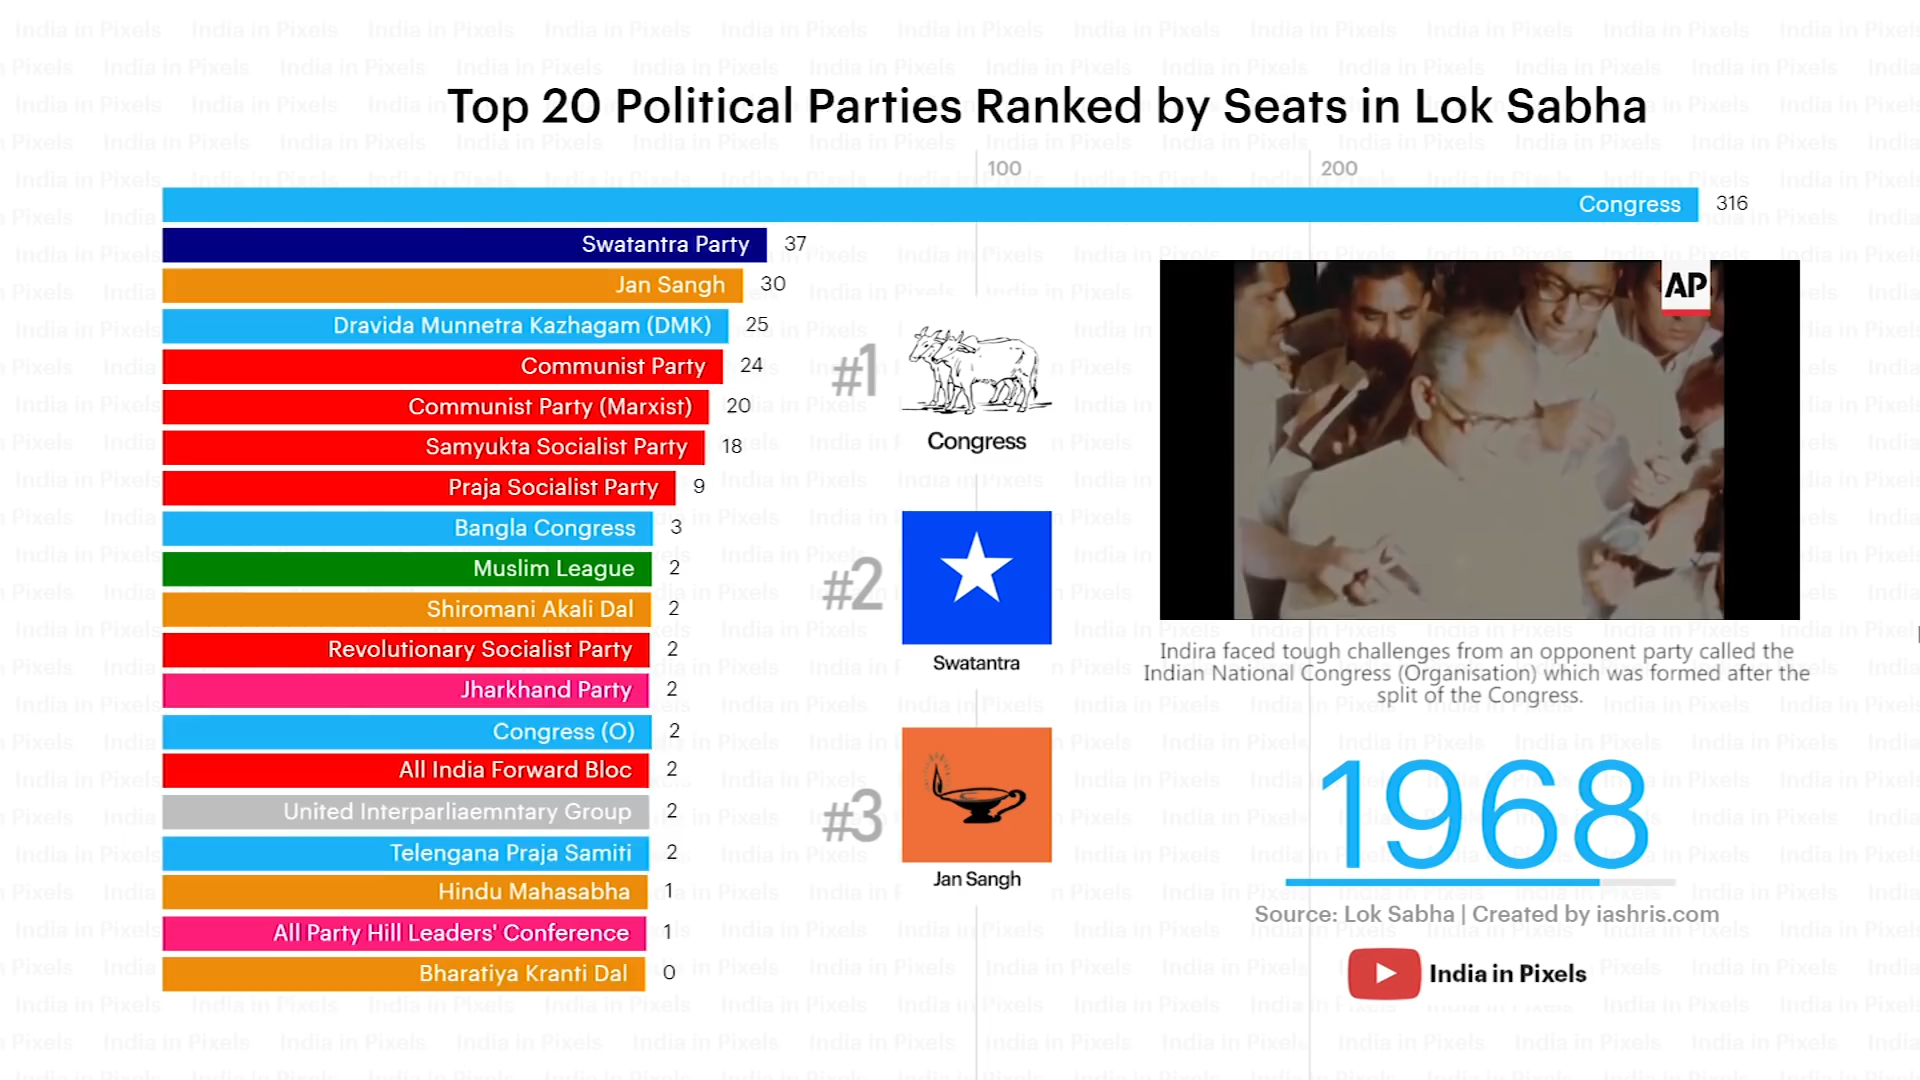 Top 20 Political Parties Ranked by Seats in Lok Sabha
100
200
Congress 316
Swatantra Party 37
Jan Sangh 30
Dravida Munnetra Kazhagam (DMK) 25
Communist Party 24
Communist Party (Marxist) 20
Samyukta Socialist Party 18
Praja Socialist Party 9
Bangla Congress 3
Muslim League 2
Shiromani Akali Dal 2
Revolutionary Socialist Party 2
Jharkhand Party 2
Congress (O) 2
All India Forward Bloc 2
United Interparliaemntary Group 2
Telengana Praja Samiti 2
Hindu Mahasabha 1
All Party Hill Leaders' Conference 1
Bharatiya Kranti Dal 0
#1
Congress
#2
Swatantra
#3
Jan Sangh
AP
Indira faced tough challenges from an opponent party called the
Indian National Congress (Organisation) which was formed after the
split of the Congress.
1968
Source: Lok Sabha | Created by iashris.com
India in Pixels